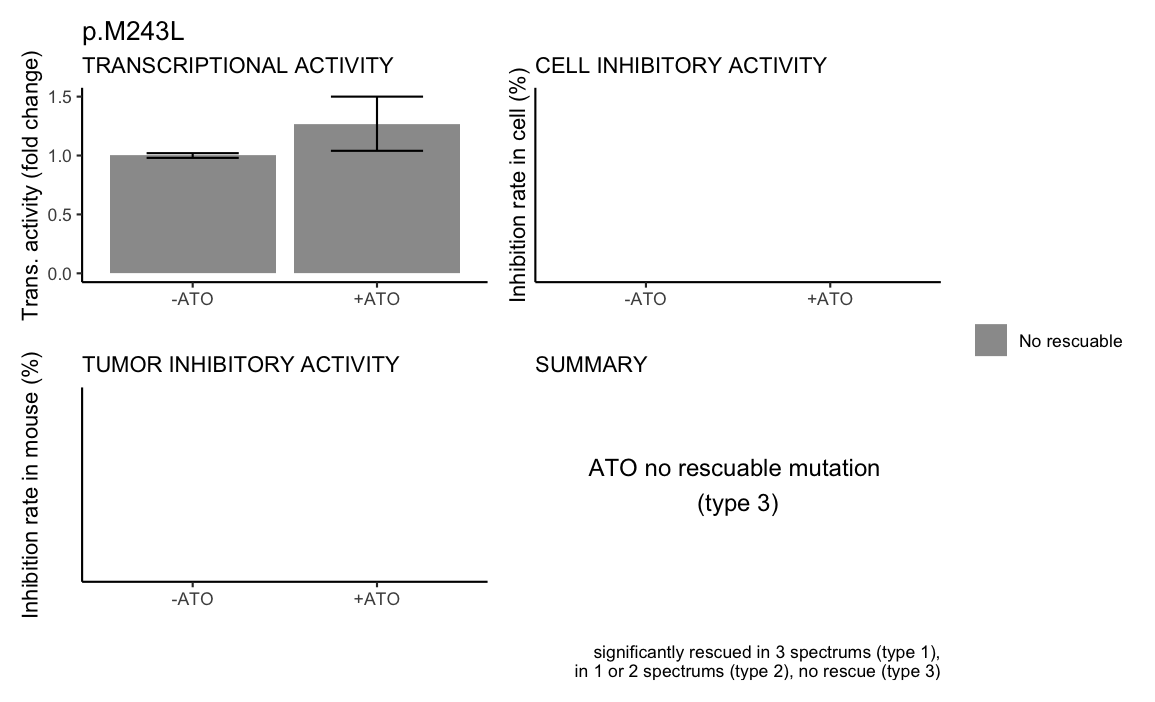 p.M243L
TRANSCRIPTIONAL ACTIVITY
Trans. activity (fold change)
1.5
1.0
0.5
0.0
-ATO
+ATO
CELL INHIBITORY ACTIVITY
Inhibition rate in cell (%)
-ATO
+ATO
No rescuable
TUMOR INHIBITORY ACTIVITY
Inhibition rate in mouse (%)
-ATO
+ATO
SUMMARY
ATO no rescuable mutation
(type 3)
significantly rescued in 3 spectrums (type 1),
in 1 or 2 spectrums (type 2), no rescue (type 3)